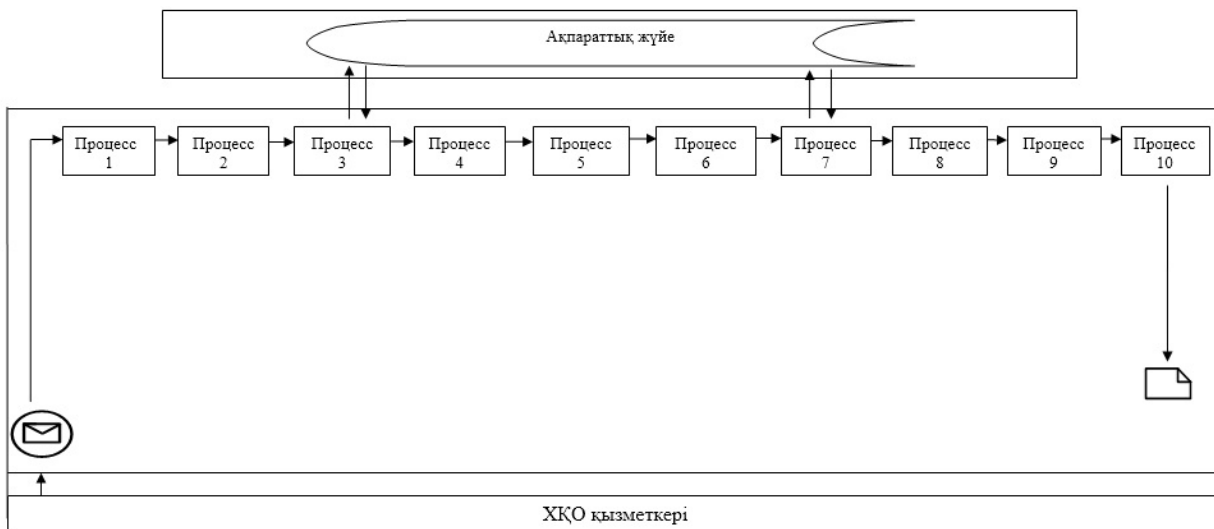 Ақпараттық жүйе
Процесс
1
Процесс
2
Процесс
3
Процесс
4
Процесс
5
Процесс
6
Процесс
7
Процесс
8
Процесс
9
Процесс
10
ХҚО қызметкері